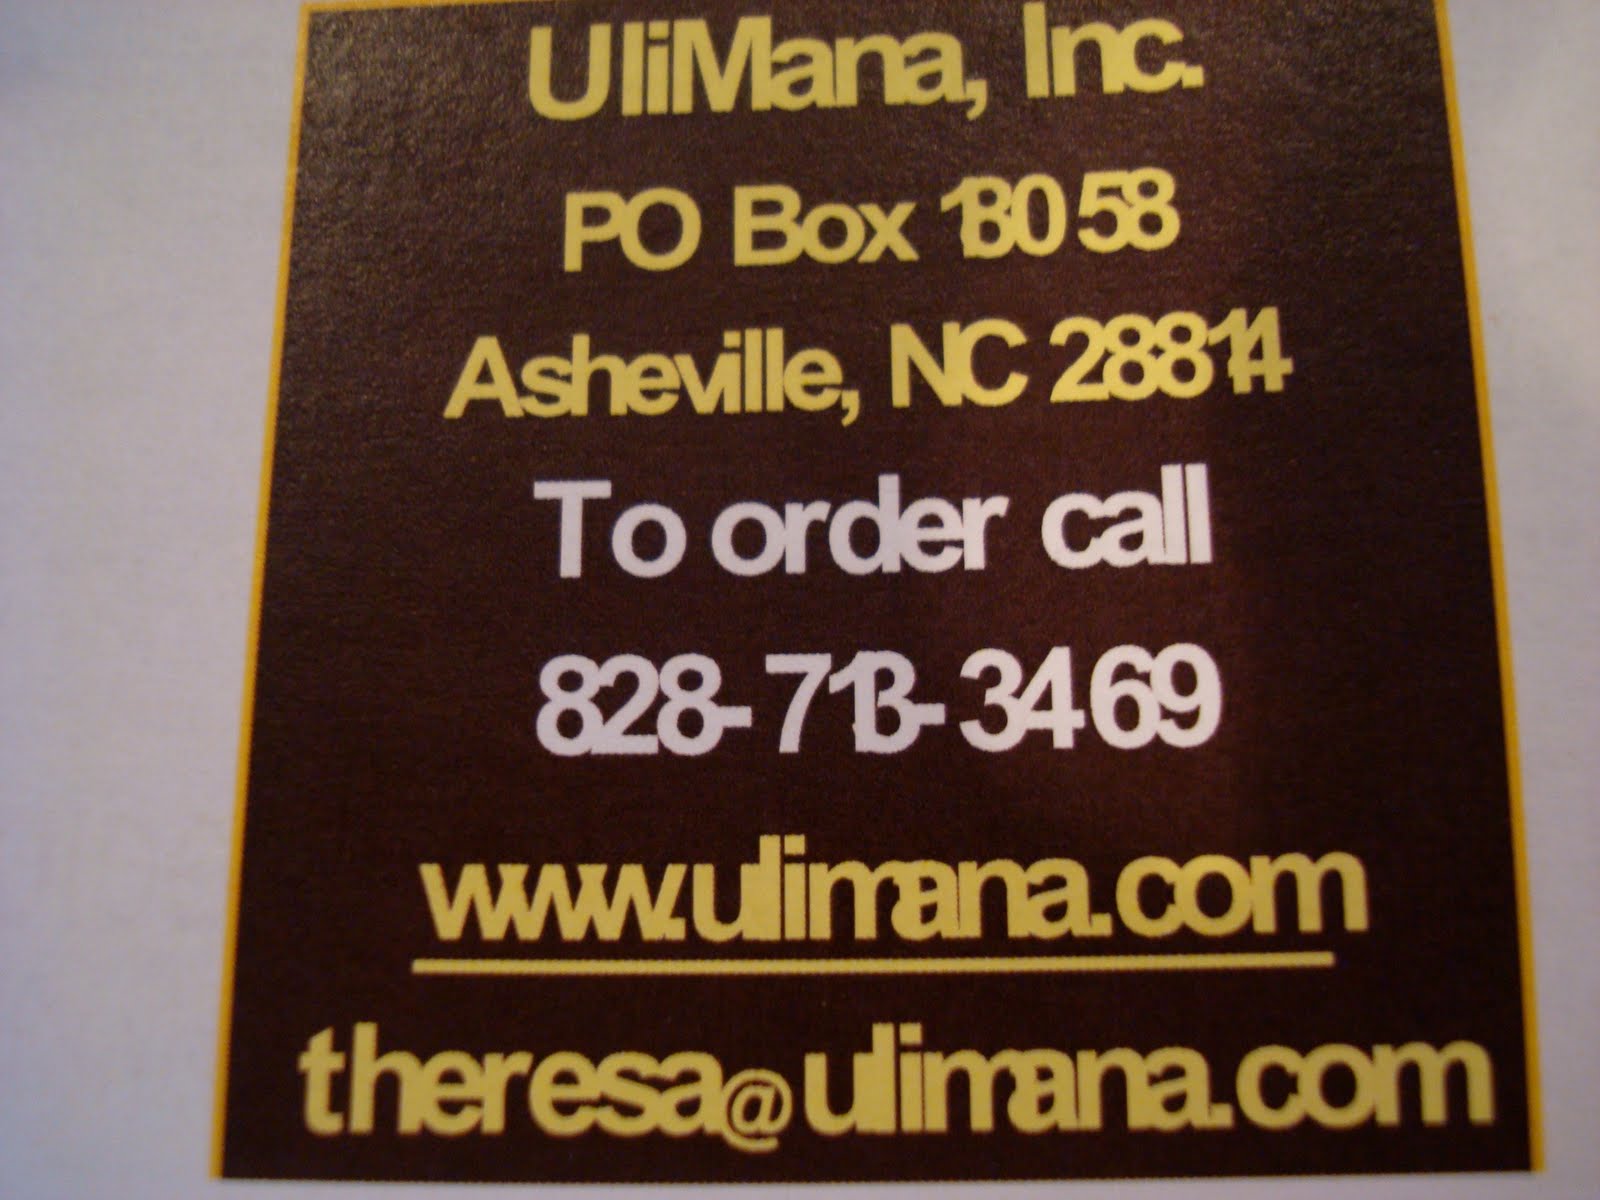 UliMana, Inc.
PO Box 18058
Asheville, NC 28814
To order call
828-713-3469
www.ulimana.com
theresa@ulimana.com